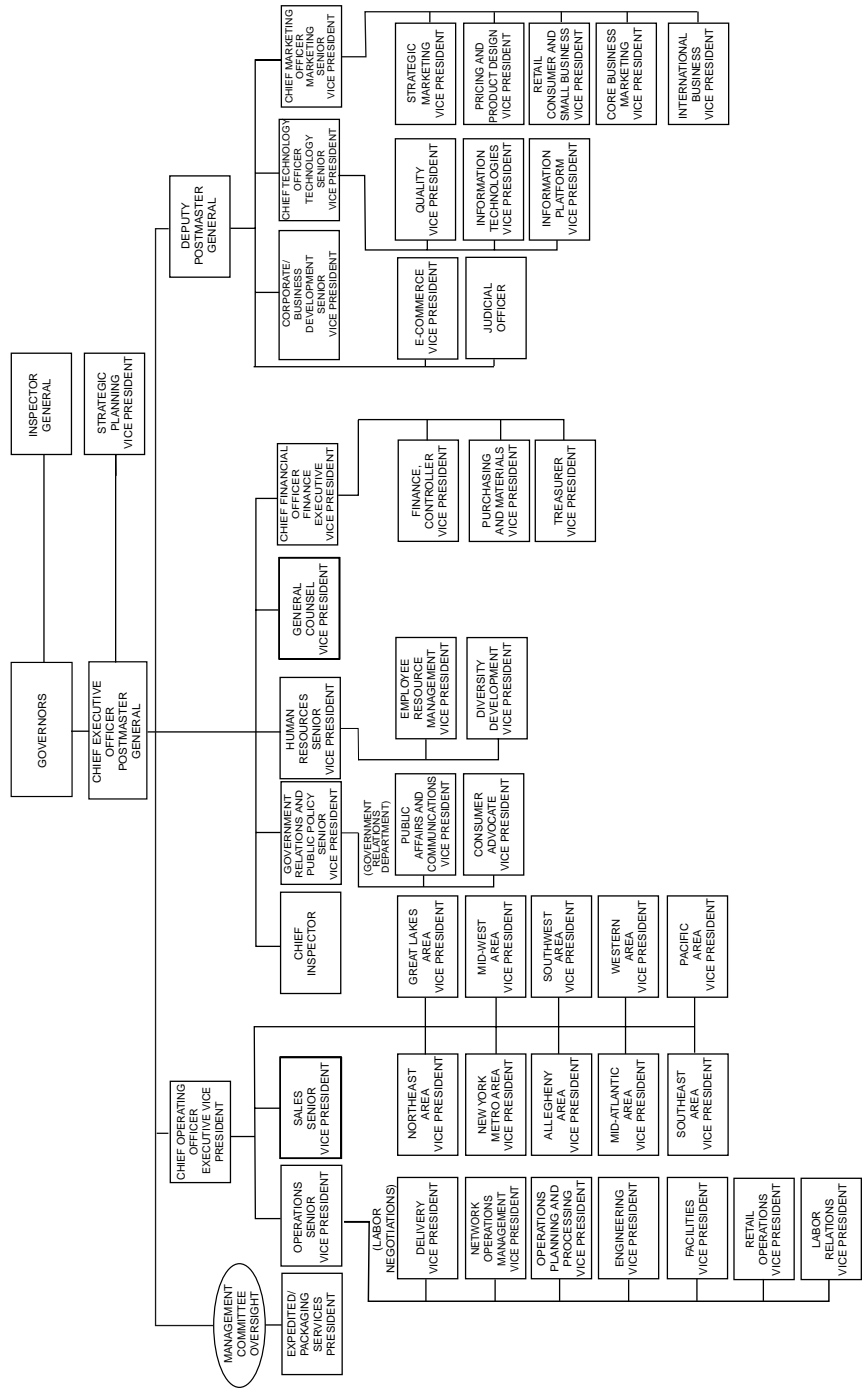 GOVERNORS
INSPECTOR
GENERAL
CHIEF EXECUTIVE
OFFICER
POSTMASTER
GENERAL
STRATEGIC
PLANNING
VICE PRESIDENT
MANAGEMENT
COMMITTEE
OVERSIGHT
EXPEDITED/
PACKAGING
SERVICES
PRESIDENT
CHIEF OPERATING
OFFICER
EXECUTIVE VICE
PRESIDENT
OPERATIONS
SENIOR
VICE PRESIDENT
SALES
SENIOR
VICE PRESIDENT
(LABOR
NEGOTIATIONS)
DELIVERY
VICE PRESIDENT
NETWORK
OPERATIONS
MANAGEMENT
VICE PRESIDENT
OPERATIONS
PLANNING AND
PROCESSING
VICE PRESIDENT
ENGINEERING
VICE PRESIDENT
FACILITIES
VICE PRESIDENT
RETAIL
OPERATIONS
VICE PRESIDENT
LABOR
RELATIONS
VICE PRESIDENT
NORTHEAST
AREA
VICE PRESIDENT
NEW YORK
METRO AREA
VICE PRESIDENT
ALLEGHENY
AREA
VICE PRESIDENT
MID-ATLANTIC
AREA
VICE PRESIDENT
SOUTHEAST
AREA
VICE PRESIDENT
GREAT LAKES
AREA
VICE PRESIDENT
MID-WEST
AREA
VICE PRESIDENT
SOUTHWEST
AREA
VICE PRESIDENT
WESTERN
AREA
VICE PRESIDENT
PACIFIC
AREA
VICE PRESIDENT
CHIEF
INSPECTOR
GOVERNMENT
RELATIONS AND
PUBLIC POLICY
SENIOR
VICE PRESIDENT
(GOVERNMENT
RELATIONS
DEPARTMENT)
PUBLIC
AFFAIRS AND
COMMUNICATIONS
VICE PRESIDENT
CONSUMER
ADVOCATE
VICE PRESIDENT
HUMAN
RESOURCES
SENIOR
VICE PRESIDENT
EMPLOYEE
RESOURCE
MANAGEMENT
VICE PRESIDENT
DIVERSITY
DEVELOPMENT
VICE PRESIDENT
GENERAL
COUNSEL
VICE PRESIDENT
CHIEF FINANCIAL
OFFICER
FINANCE
EXECUTIVE
VICE PRESIDENT
FINANCE,
CONTROLLER
VICE PRESIDENT
PURCHASING
AND MATERIALS
VICE PRESIDENT
TREASURER
VICE PRESIDENT
DEPUTY
POSTMASTER
GENERAL
CORPORATE/
BUSINESS
DEVELOPMENT
SENIOR
VICE PRESIDENT
E-COMMERCE
VICE PRESIDENT
JUDICIAL
OFFICER
CHIEF TECHNOLOGY
OFFICER
TECHNOLOGY
SENIOR
VICE PRESIDENT
QUALITY
VICE PRESIDENT
INFORMATION
TECHNOLOGIES
VICE PRESIDENT
INFORMATION
PLATFORM
VICE PRESIDENT
CHIEF MARKETING
OFFICER
MARKETING
SENIOR
VICE PRESIDENT
STRATEGIC
MARKETING
VICE PRESIDENT
PRICING AND
PRODUCT DESIGN
VICE PRESIDENT
RETAIL
CONSUMER AND
SMALL BUSINESS
VICE PRESIDENT
CORE BUSINESS
MARKETING
VICE PRESIDENT
INTERNATIONAL
BUSINESS
VICE PRESIDENT